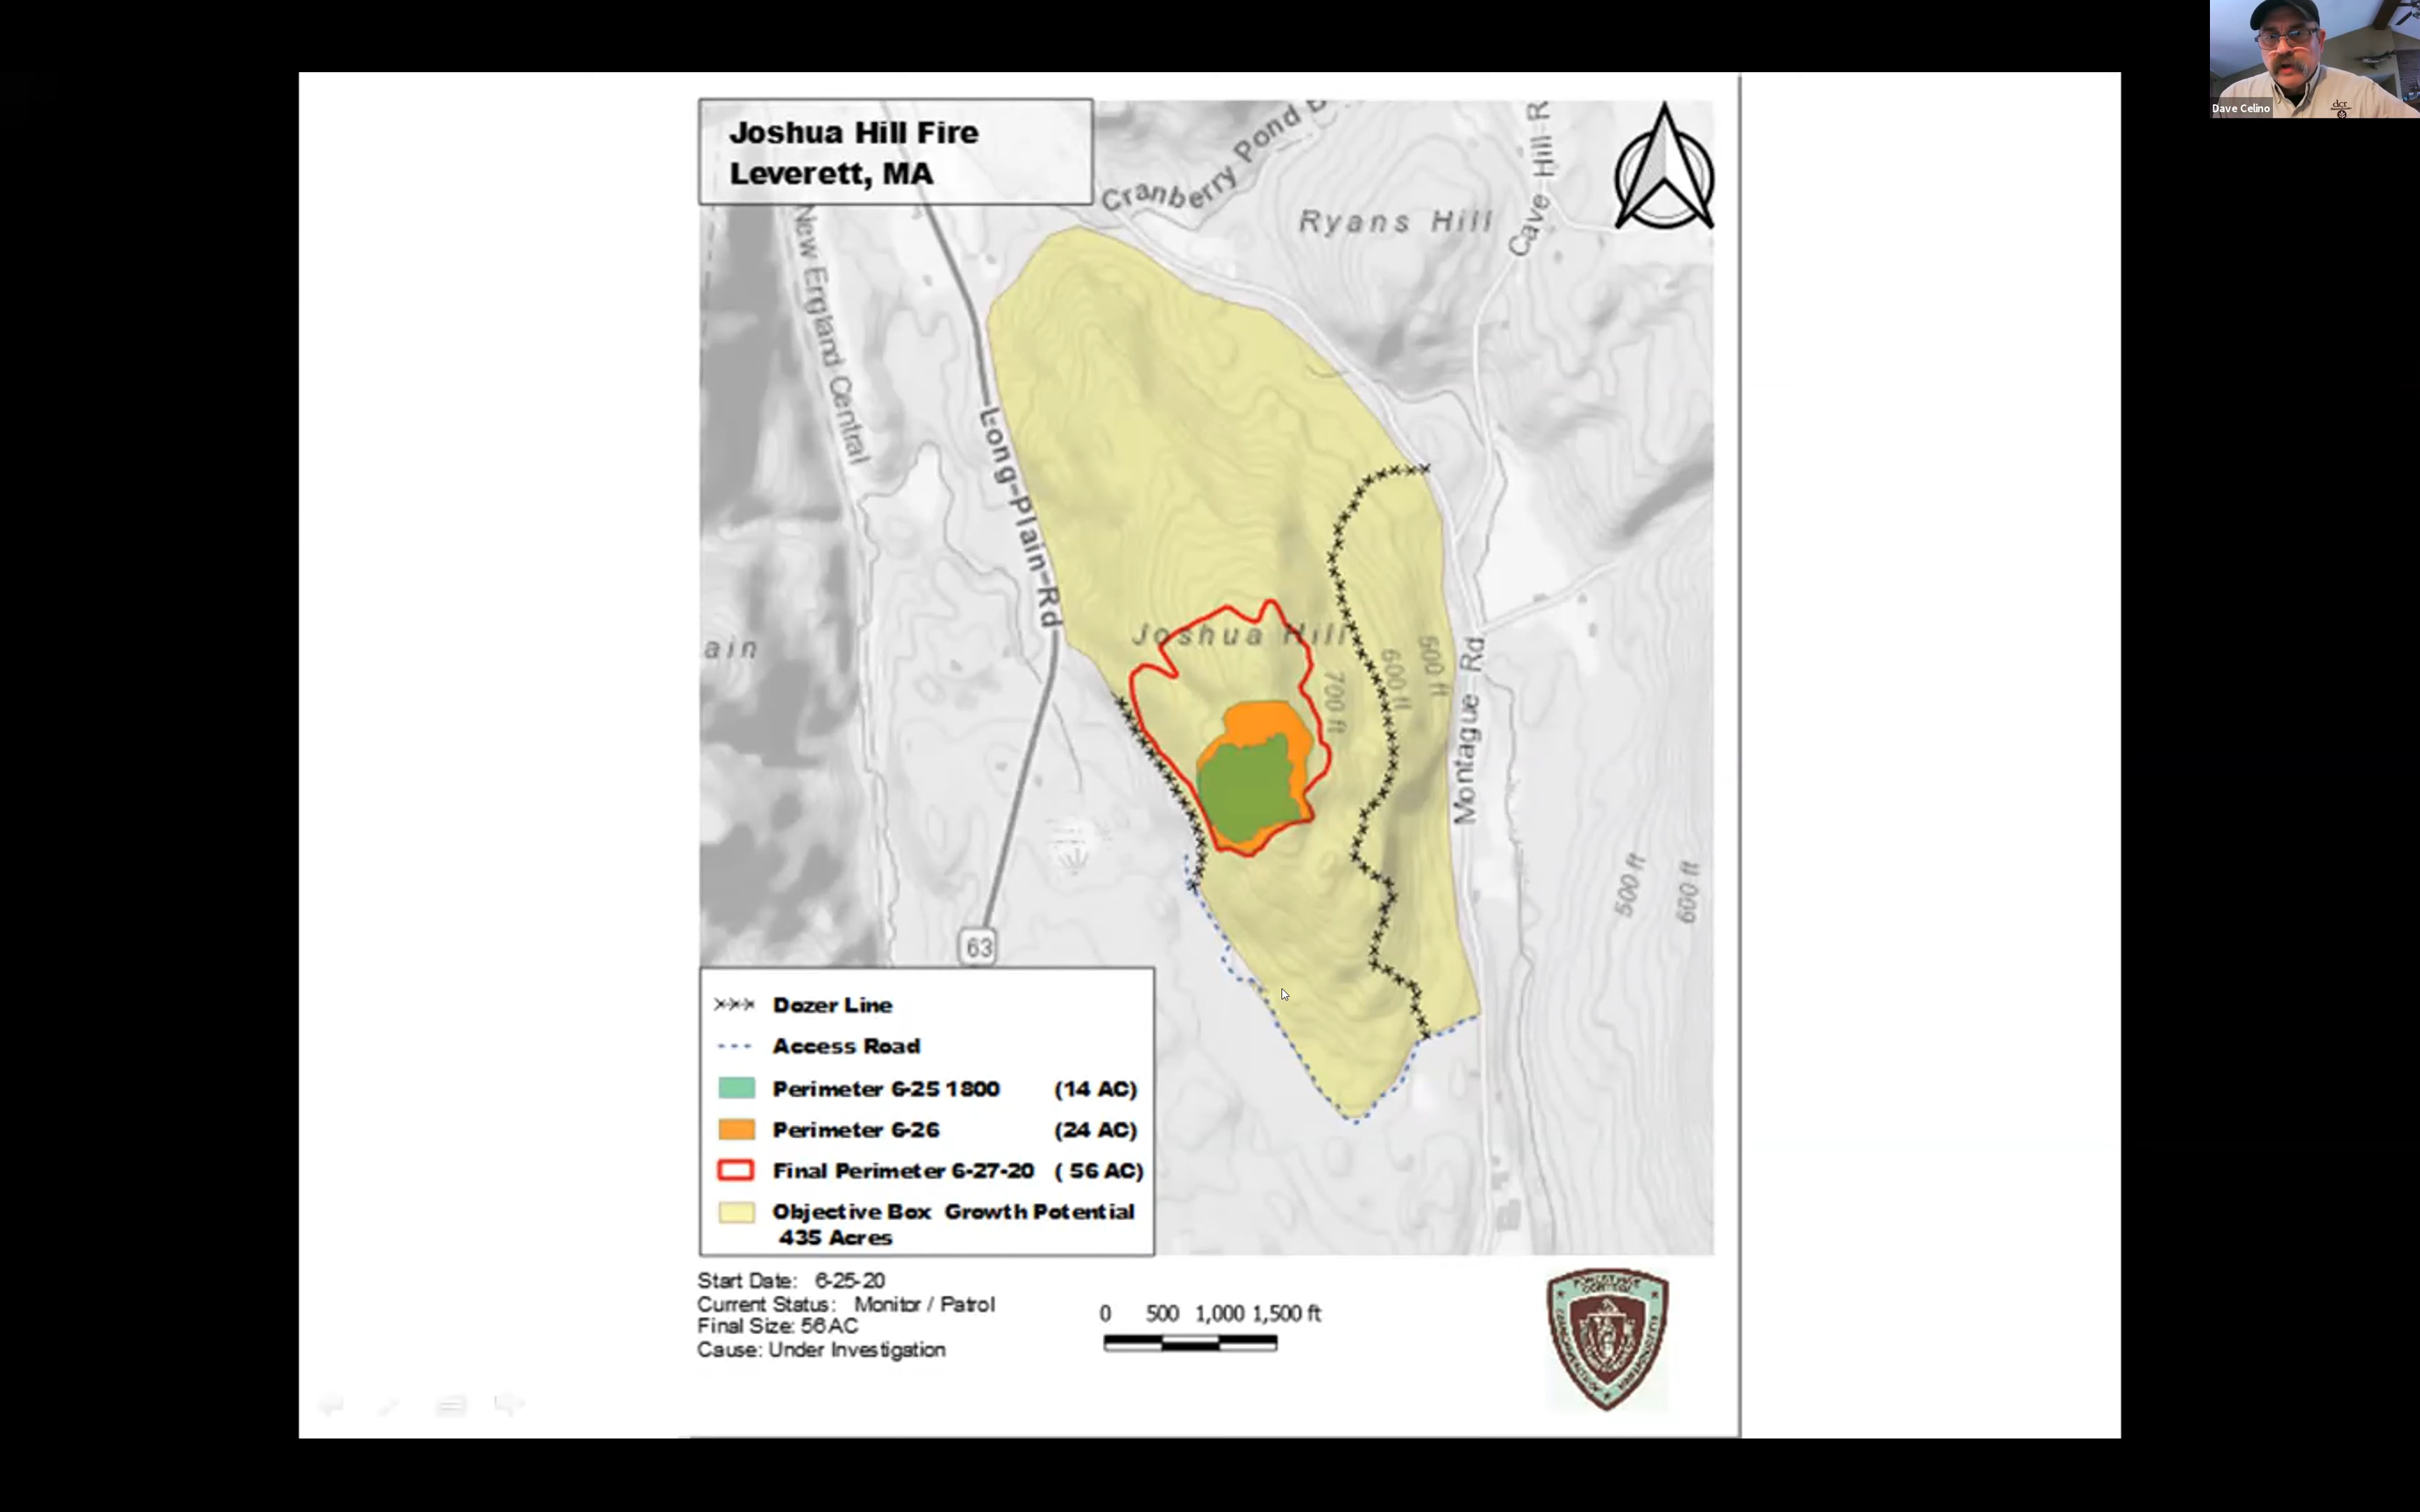 Dave Celino
dcr
Joshua Hill Fire
Leverett, MA
Cranberry Pond
Cave Hill R
Ryans Hill
New England Central
Long Plain Rd
Joshua Hill
ain
700 ft
600 ft
500 ft
Montague Rd
500 ft
600 ft
63
Dozer Line
Access Road
Perimeter 6-25 1800 (14 AC)
Perimeter 6-26 (24 AC)
Final Perimeter 6-27-20 ( 56 AC)
Objective Box Growth Potential
435 Acres
Start Date: 6-25-20
Current Status: Monitor / Patrol
Final Size: 56 AC
Cause: Under Investigation
0 500 1,000 1,500 ft